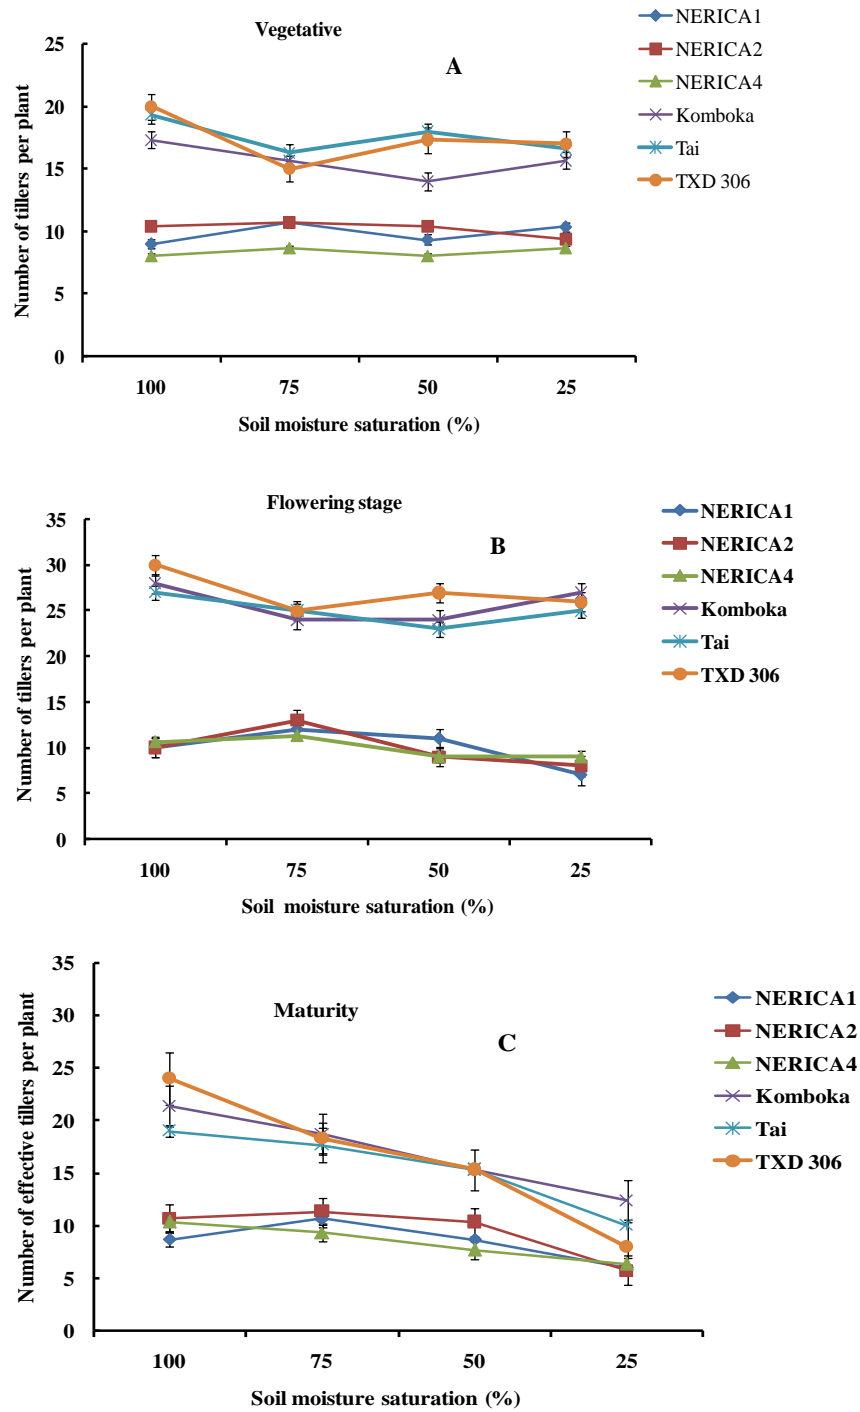 Vegetative
A
NERICA1
NERICA2
NERICA4
Komboka
Tai
TXD 306
Number of tillers per plant
25
20
15
10
5
0
100 75 50 25
Soil moisture saturation (%)
Flowering stage
B
NERICA1
NERICA2
NERICA4
Komboka
Tai
TXD 306
Number of tillers per plant
35
30
25
20
15
10
5
0
100 75 50 25
Soil moisture saturation (%)
Maturity
C
NERICA1
NERICA2
NERICA4
Komboka
Tai
TXD 306
Number of effective tillers per plant
35
30
25
20
15
10
5
0
100 75 50 25
Soil moisture saturation (%)